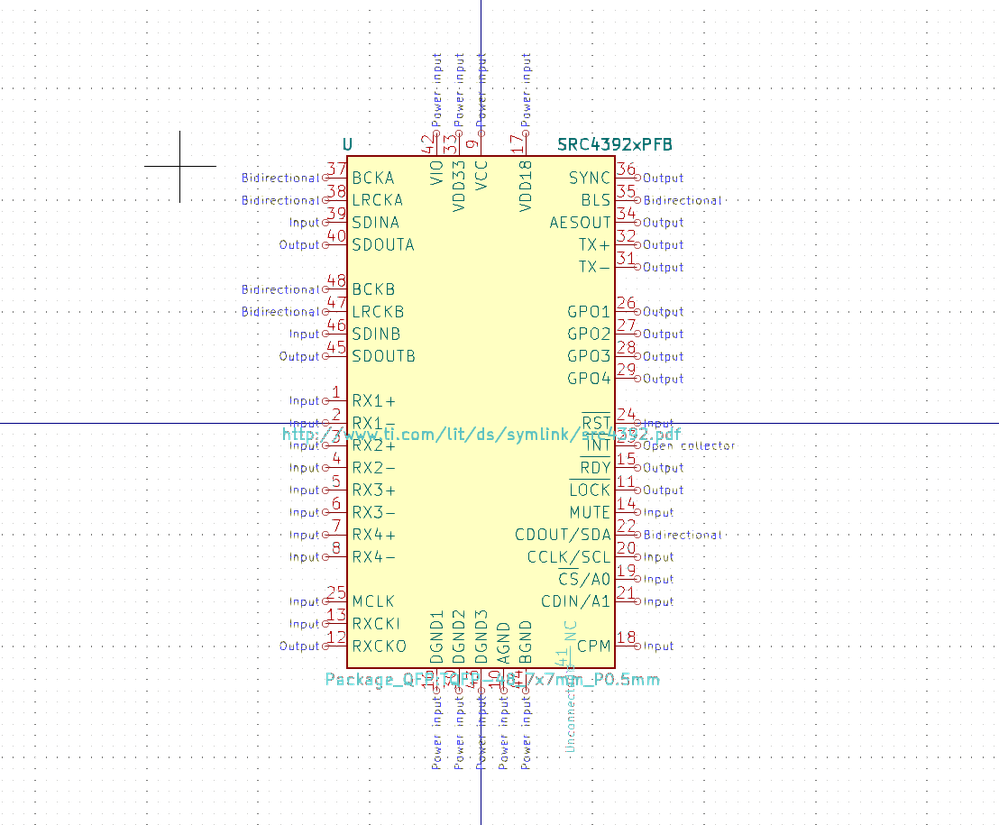 Power input Power input Power input Power input
42 33 9 17
U SRC4392xPFB
VIO VDD33 VCC VDD18
Bidirectional 37 BCKA SYNC 36 Output
Bidirectional 38 LRCKA BLS 35 Bidirectional
Input 39 SDINA AESOUT 34 Output
Output 40 SDOUTA TX+ 32 Output
TX- 31 Output
Bidirectional 48 BCKB
Bidirectional 47 LRCKB GPO1 26 Output
Input 46 SDINB GPO2 27 Output
Output 45 SDOUTB GPO3 28 Output
GPO4 29 Output
Input 1 RX1+
Input 2 RX1- RST 24 Input
http://www.ti.com/lit/ds/symlink/src4392.pdf
Input 3 RX2+ INT 23 Open collector
Input 4 RX2- RDY 15 Output
Input 5 RX3+ LOCK 11 Output
Input 6 RX3- MUTE 14 Input
Input 7 RX4+ CDOUT/SDA 22 Bidirectional
Input 8 RX4- CCLK/SCL 20 Input
CS/A0 19 Input
Input 25 MCLK CDIN/A1 21 Input
Input 13 RXCKI
Output 12 RXCKO CPM 18 Input
DGND1 DGND2 DGND3 AGND BGND NC
41
Package_QFP:TQFP-48_7x7mm_P0.5mm
10 44
Power input Power input Power input Power input Power input Unconnected